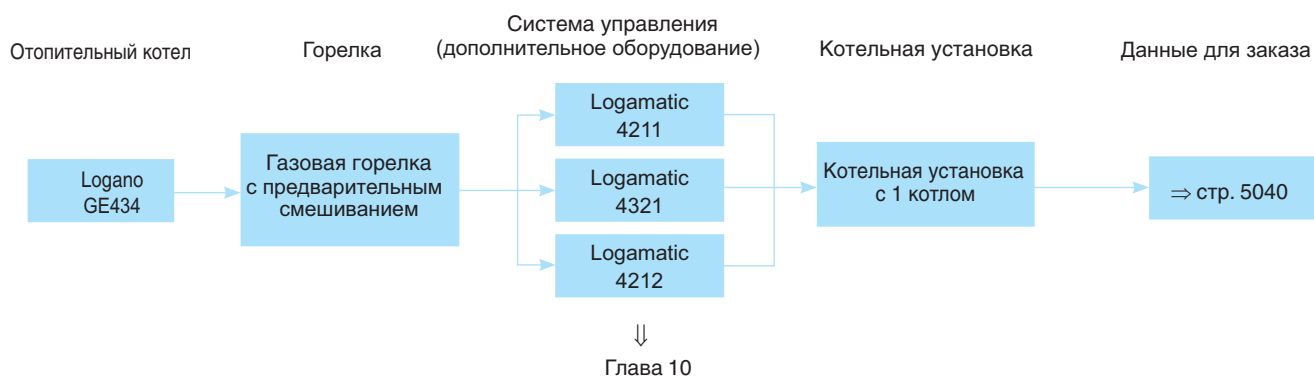 Отопительный котел
Горелка
Система управления
(дополнительное оборудование)
Котельная установка
Данные для заказа
Logano
GE434
Газовая горелка
с предварительным
смешиванием
Logamatic
4211
Logamatic
4321
Logamatic
4212
Котельная установка
с 1 котлом
⇒ стр. 5040
⇓
Глава 10